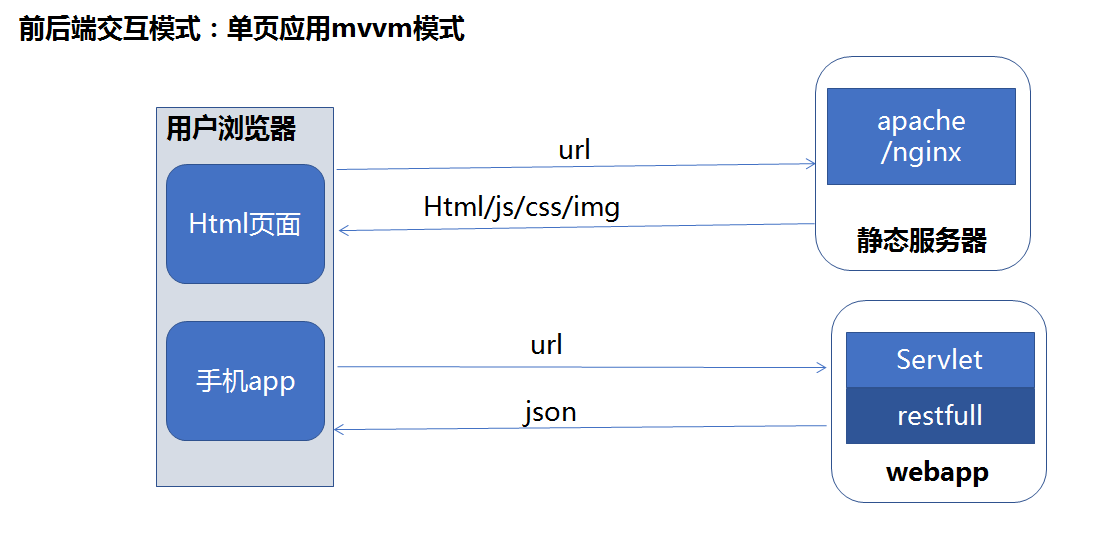 前后端交互模式：单页应用mvvm模式
用户浏览器
Html页面
手机app
url
Html/js/css/img
apache
/nginx
静态服务器
url
json
Servlet
restfull
webapp